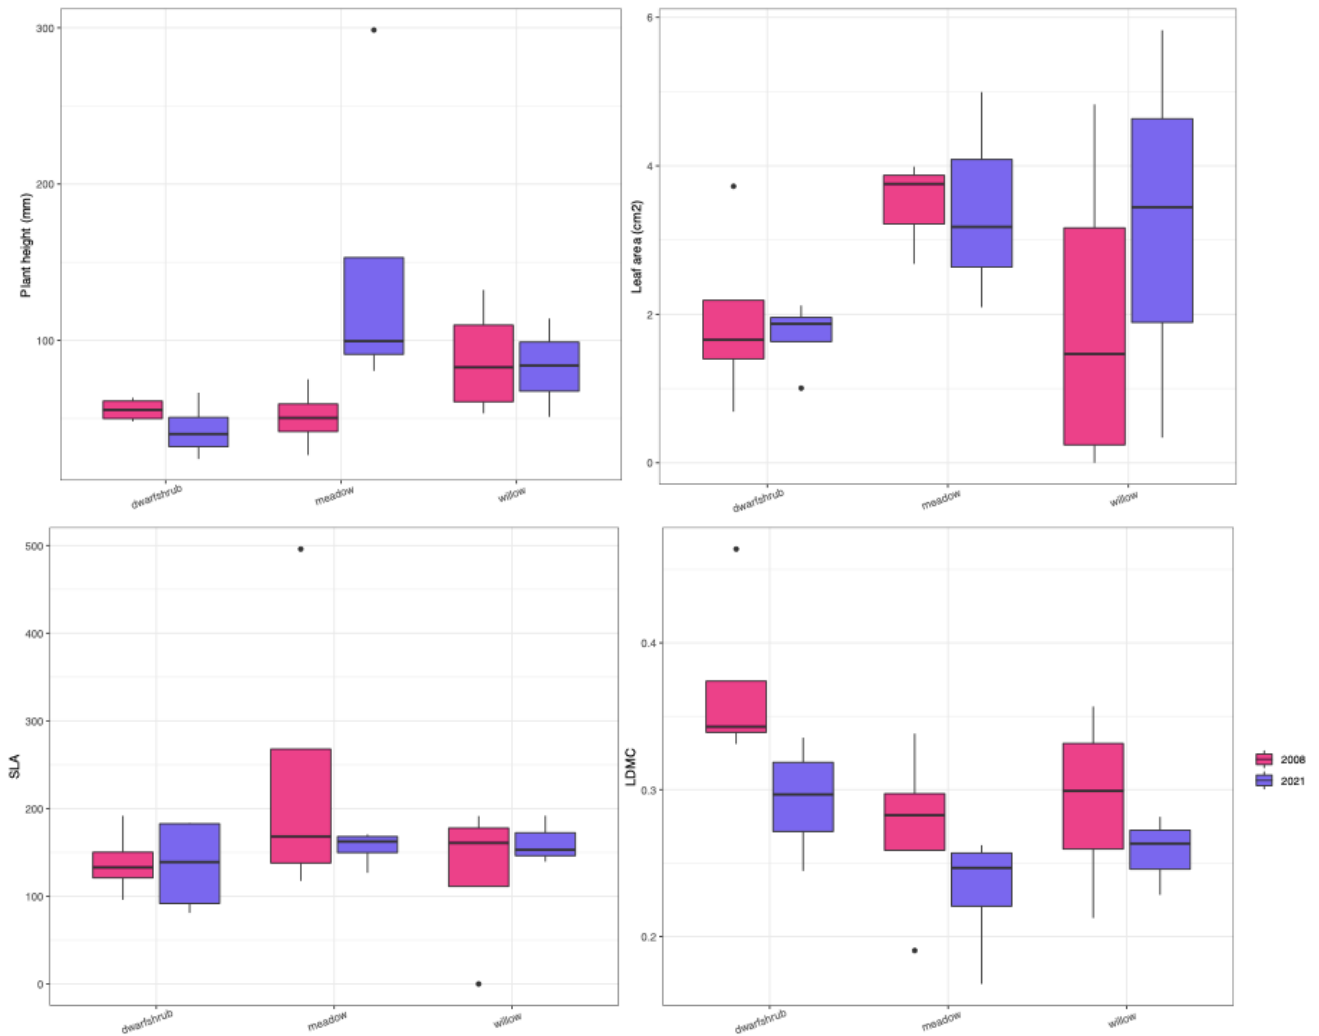 300
200
100
Plant height (mm)
dwarfshrub
meadow
willow
6
4
2
0
Leaf area (cm2)
dwarfshrub
meadow
willow
500
400
300
200
100
0
SLA
dwarfshrub
meadow
willow
0.4
0.3
0.2
LDMC
dwarfshrub
meadow
willow
2008
2021